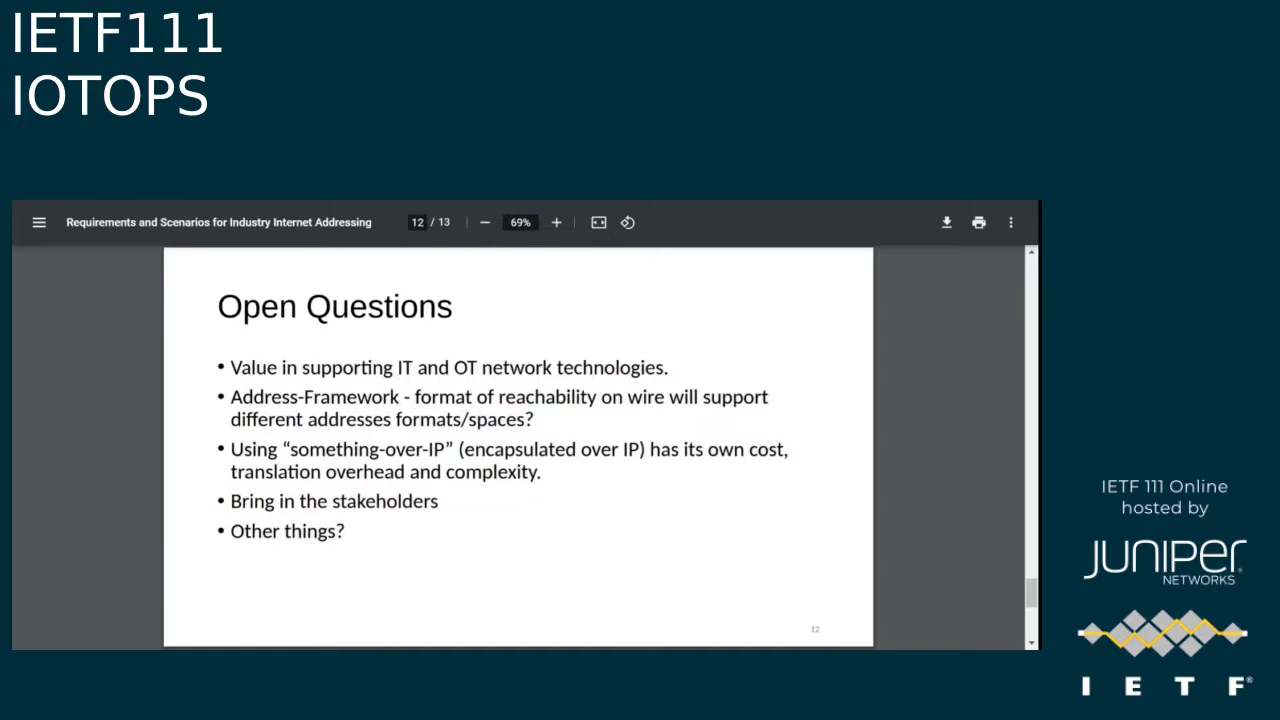 IETF111
IOTOPS
Requirements and Scenarios for Industry Internet Addressing
12 / 13
69%
Open Questions
• Value in supporting IT and OT network technologies.
• Address-Framework - format of reachability on wire will support
different addresses formats/spaces?
• Using “something-over-IP” (encapsulated over IP) has its own cost,
translation overhead and complexity.
• Bring in the stakeholders
• Other things?
12
IETF 111 Online
hosted by
JUNIPER
NETWORKS
I E T F®